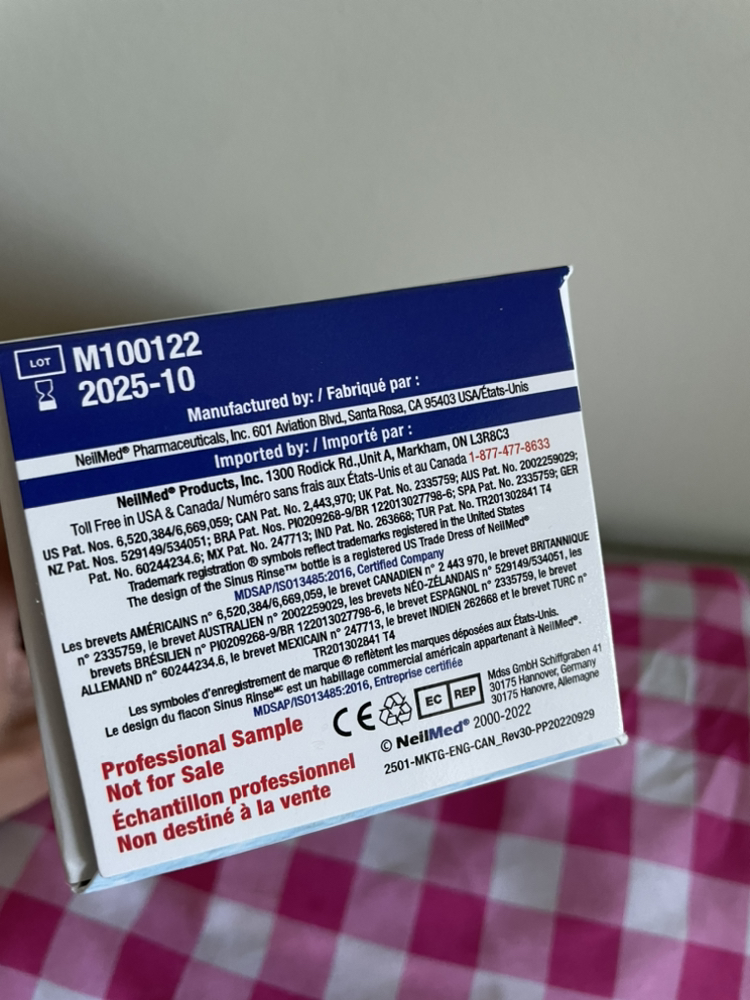 LOT M100122
2025-10
Manufactured by: / Fabriqué par :
NeilMed® Pharmaceuticals, Inc. 601 Aviation Blvd., Santa Rosa, CA 95403 USA/États-Unis
Imported by: / Importé par :
NeilMed® Products, Inc. 1300 Rodick Rd.,Unit A, Markham, ON L3R8C3
Toll Free in USA & Canada/ Numéro sans frais aux États-Unis et au Canada 1-877-477-8633
US Pat. Nos. 6,520,384/6,669,059; CAN Pat. No. 2,443,970; UK Pat. No. 2335759; AUS Pat. No. 2002259029;
NZ Pat. Nos. 529149/534051; BRA Pat. Nos. PI0209268-9/BR 122013027798-6; SPA Pat. No. 2335759; GER
Pat. No. 60244234.6; MX Pat. No. 247713; IND Pat. No. 263668; TUR Pat. No. TR201302841 T4
Trademark registration ® symbols reflect trademarks registered in the United States
The design of the Sinus Rinse™ bottle is a registered US Trade Dress of NeilMed®
MDSAP/ISO13485:2016, Certified Company
Les brevets AMÉRICAINS n° 6,520,384/6,669,059, le brevet CANADIEN n° 2 443 970, le brevet BRITANNIQUE
n° 2335759, le brevet AUSTRALIEN n° 2002259029, les brevets NÉO-ZÉLANDAIS n° 529149/534051, les
brevets BRÉSILIEN n° PI0209268-9/BR 122013027798-6, le brevet ESPAGNOL n° 2335759, le brevet
ALLEMAND n° 60244234.6, le brevet MEXICAIN n° 247713, le brevet INDIEN 262668 et le brevet TURC n°
TR201302841 T4
Les symboles d'enregistrement de marque ® reflètent les marques déposées aux États-Unis.
Le design du flacon Sinus Rinseᴹᶜ est un habillage commercial américain appartenant à NeilMed®.
MDSAP/ISO13485:2016, Entreprise certifiée
Professional Sample
Not for Sale
Échantillon professionnel
Non destiné à la vente
CE
EC REP
Mdss GmbH Schiffgraben 41
30175 Hannover, Germany
30175 Hanovre, Allemagne
© NeilMed® 2000-2022
2501-MKTG-ENG-CAN_Rev30-PP20220929